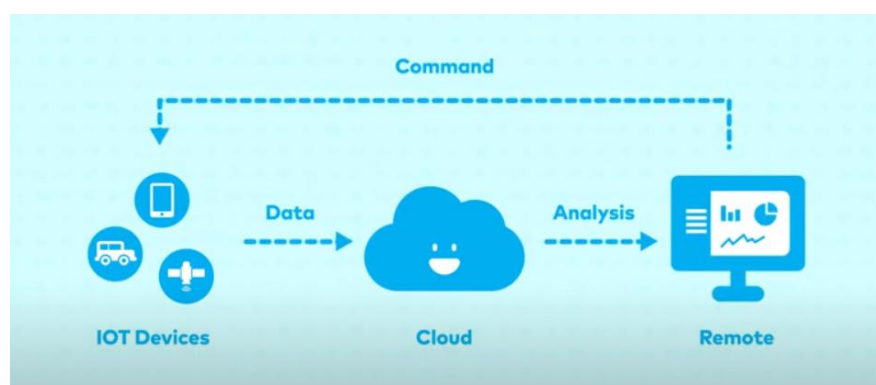 Command
Data
Analysis
IOT Devices
Cloud
Remote